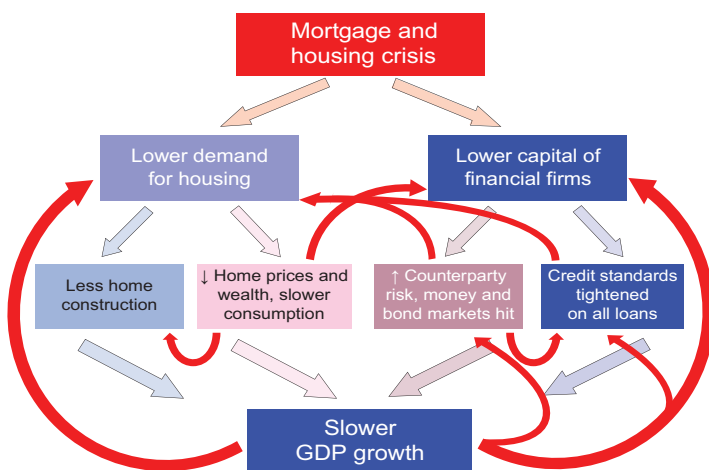 Mortgage and
housing crisis
Lower demand
for housing
Lower capital of
financial firms
Less home
construction
↓ Home prices and
wealth, slower
consumption
↑ Counterparty
risk, money and
bond markets hit
Credit standards
tightened
on all loans
Slower
GDP growth